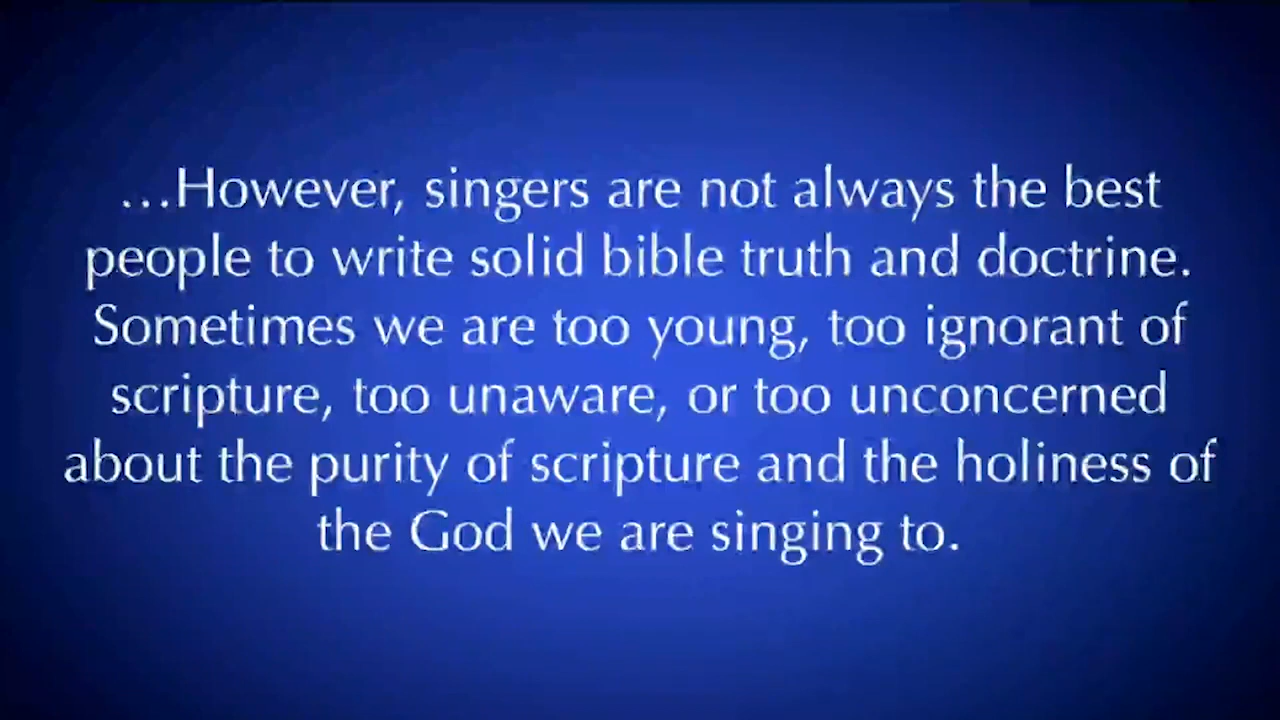 ...However, singers are not always the best
people to write solid bible truth and doctrine.
Sometimes we are too young, too ignorant of
scripture, too unaware, or too unconcerned
about the purity of scripture and the holiness of
the God we are singing to.